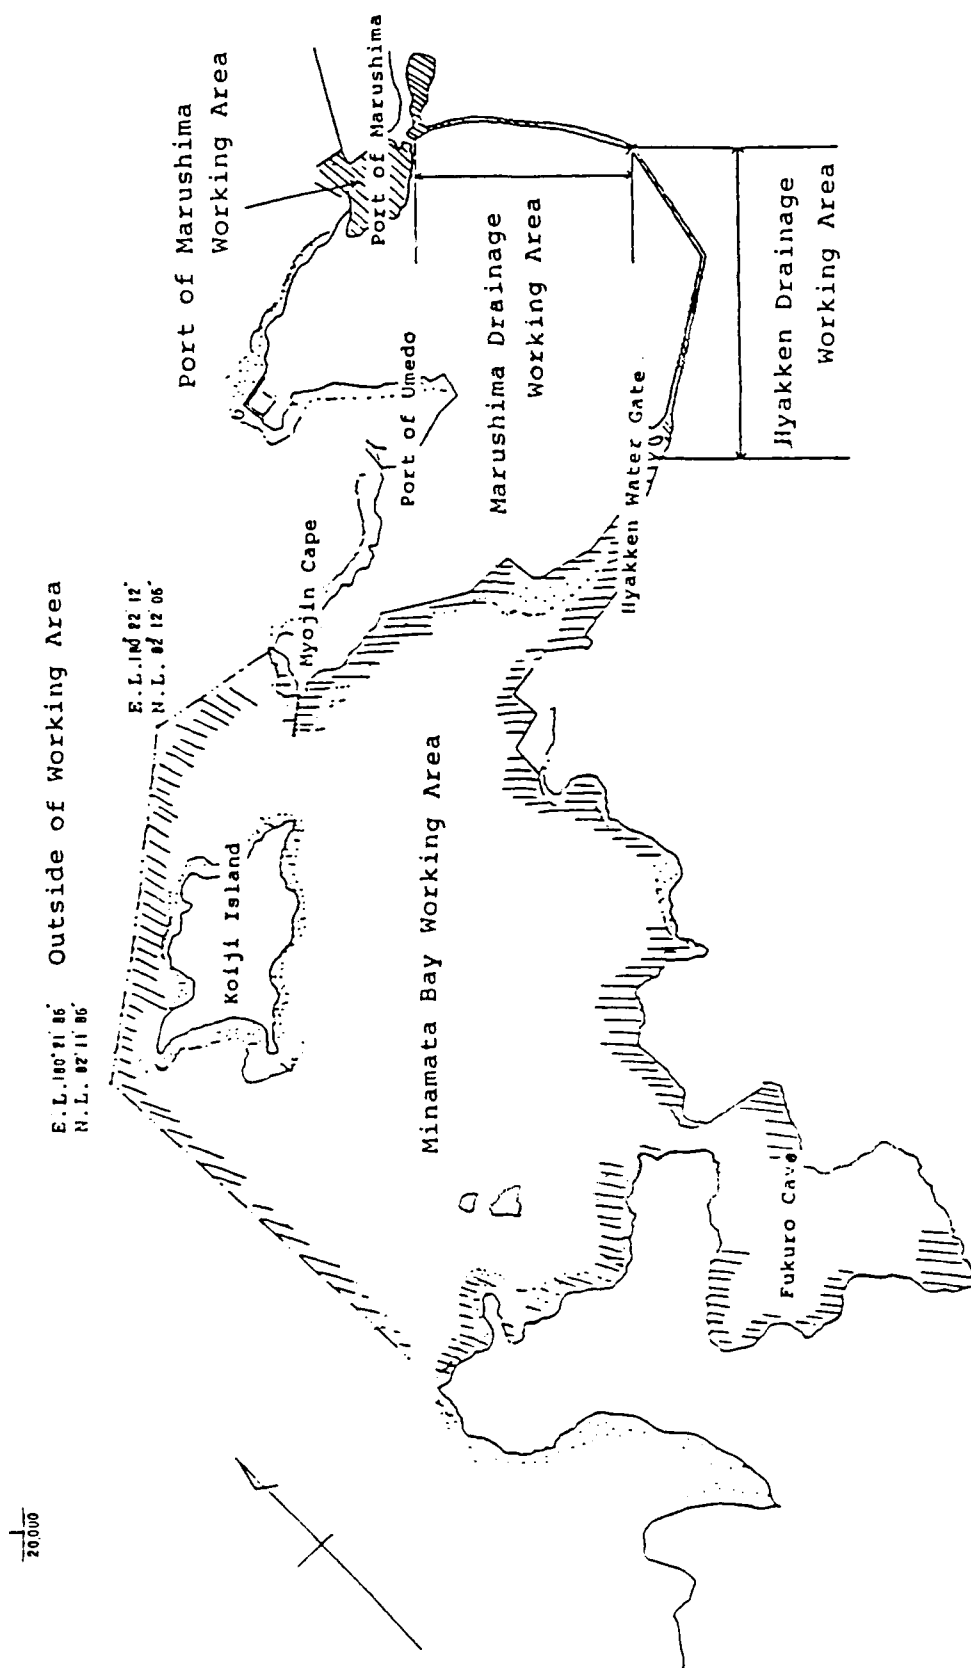 1
20,000
E.L.
N.L.
Outside of Working Area
E.L.
N.L.
Port of Marushima
Working Area
Koiji Island
Myojin Cape
Port of Umedo
Port of Marushima
Minamata Bay Working Area
Marushima Drainage
Working Area
Hyakken Water Gate
Fukuro Cave
Hyakken Drainage
Working Area